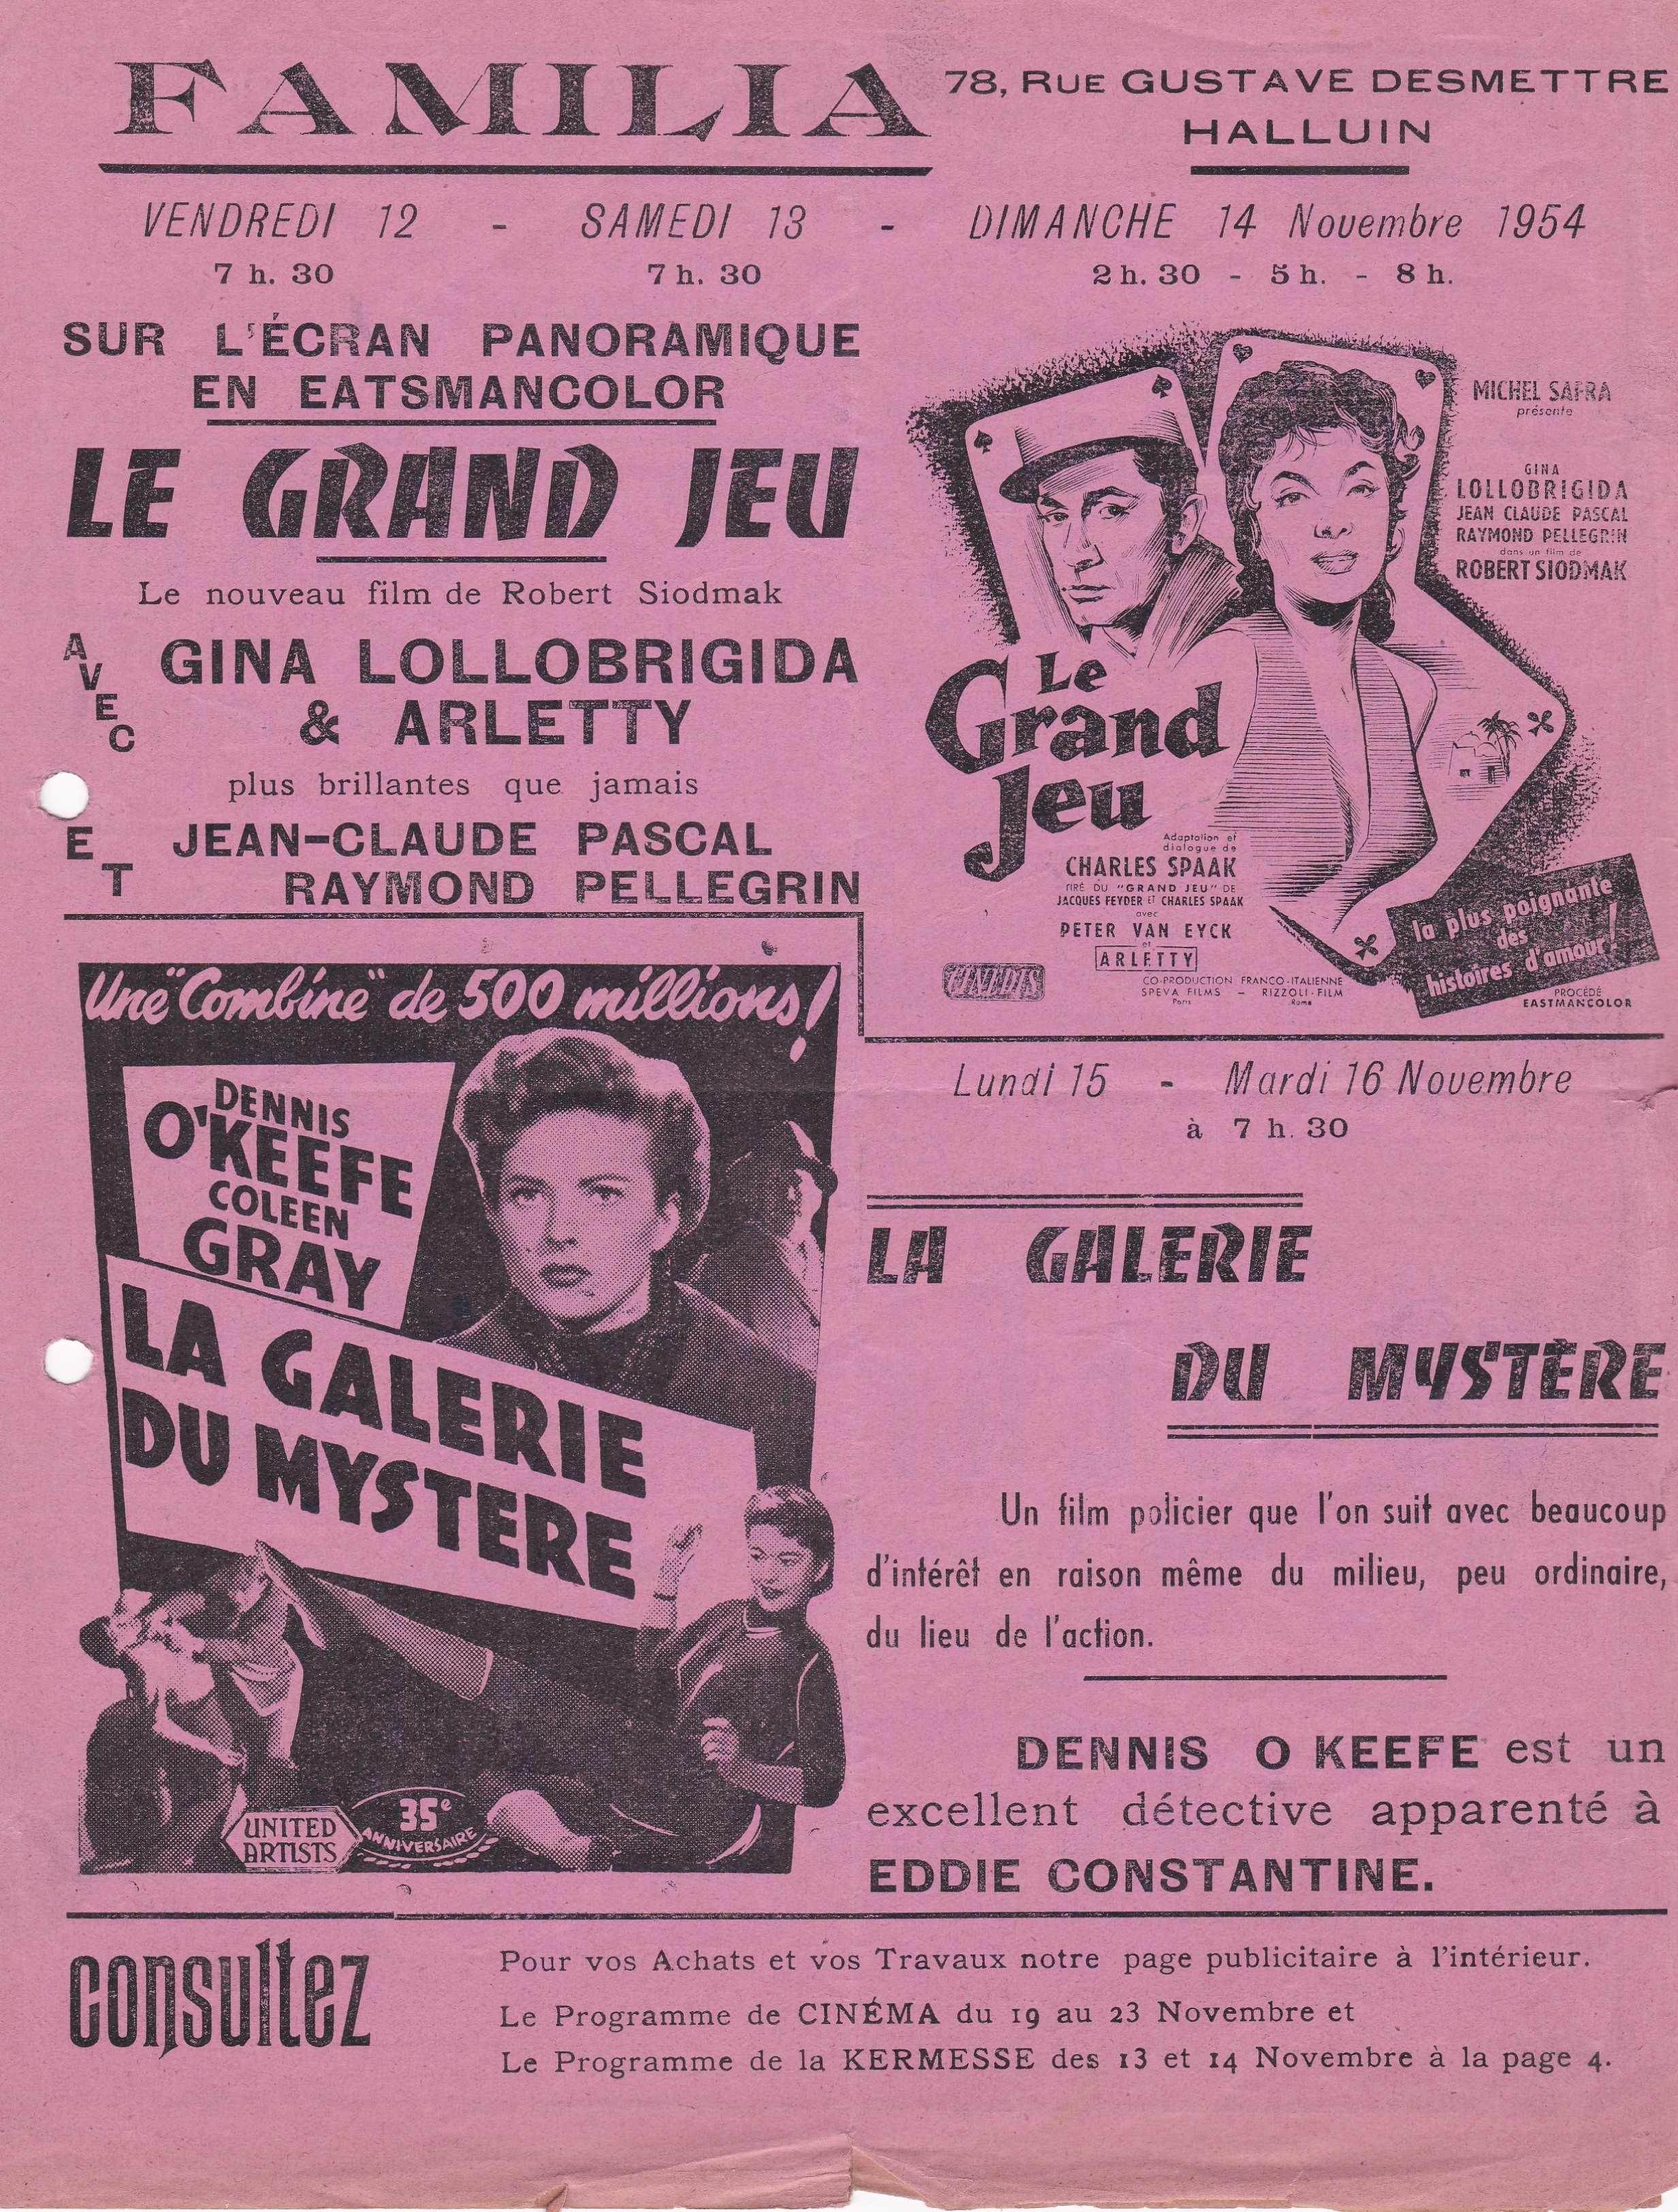 FAMILIA
78, RUE GUSTAVE DESMETTRE
HALLUIN
VENDREDI 12 - SAMEDI 13 - DIMANCHE 14 Novembre 1954
7 h. 30 7 h. 30 2 h. 30 - 5 h. - 8 h.
SUR L'ÉCRAN PANORAMIQUE
EN EATSMANCOLOR
LE GRAND JEU
Le nouveau film de Robert Siodmak
AVEC GINA LOLLOBRIGIDA
& ARLETTY
plus brillantes que jamais
ET JEAN-CLAUDE PASCAL
RAYMOND PELLEGRIN
MICHEL SAFRA
présente
GINA
LOLLOBRIGIDA
JEAN CLAUDE PASCAL
RAYMOND PELLEGRIN
dans un film de
ROBERT SIODMAK
Le
Grand
Jeu
Adaptation et
dialogue de
CHARLES SPAAK
TIRÉ DU "GRAND JEU" DE
JACQUES FEYDER ET CHARLES SPAAK
avec
PETER VAN EYCK
et
ARLETTY
CINEDIS
CO-PRODUCTION FRANCO-ITALIENNE
SPEVA FILMS - RIZZOLI-FILM
Paris Rome
la plus poignante
des
histoires d'amour!
PROCÉDÉ
EASTMANCOLOR
Une "Combine" de 500 millions!
DENNIS
O'KEEFE
COLEEN
GRAY
LA GALERIE
DU MYSTERE
UNITED
ARTISTS
35e
ANNIVERSAIRE
Lundi 15 - Mardi 16 Novembre
à 7 h. 30
LA GALERIE
DU MYSTÈRE
Un film policier que l'on suit avec beaucoup
d'intérêt en raison même du milieu, peu ordinaire,
du lieu de l'action.
DENNIS O KEEFE est un
excellent détective apparenté à
EDDIE CONSTANTINE.
consultez
Pour vos Achats et vos Travaux notre page publicitaire à l'intérieur.
Le Programme de CINÉMA du 19 au 23 Novembre et
Le Programme de la KERMESSE des 13 et 14 Novembre à la page 4.